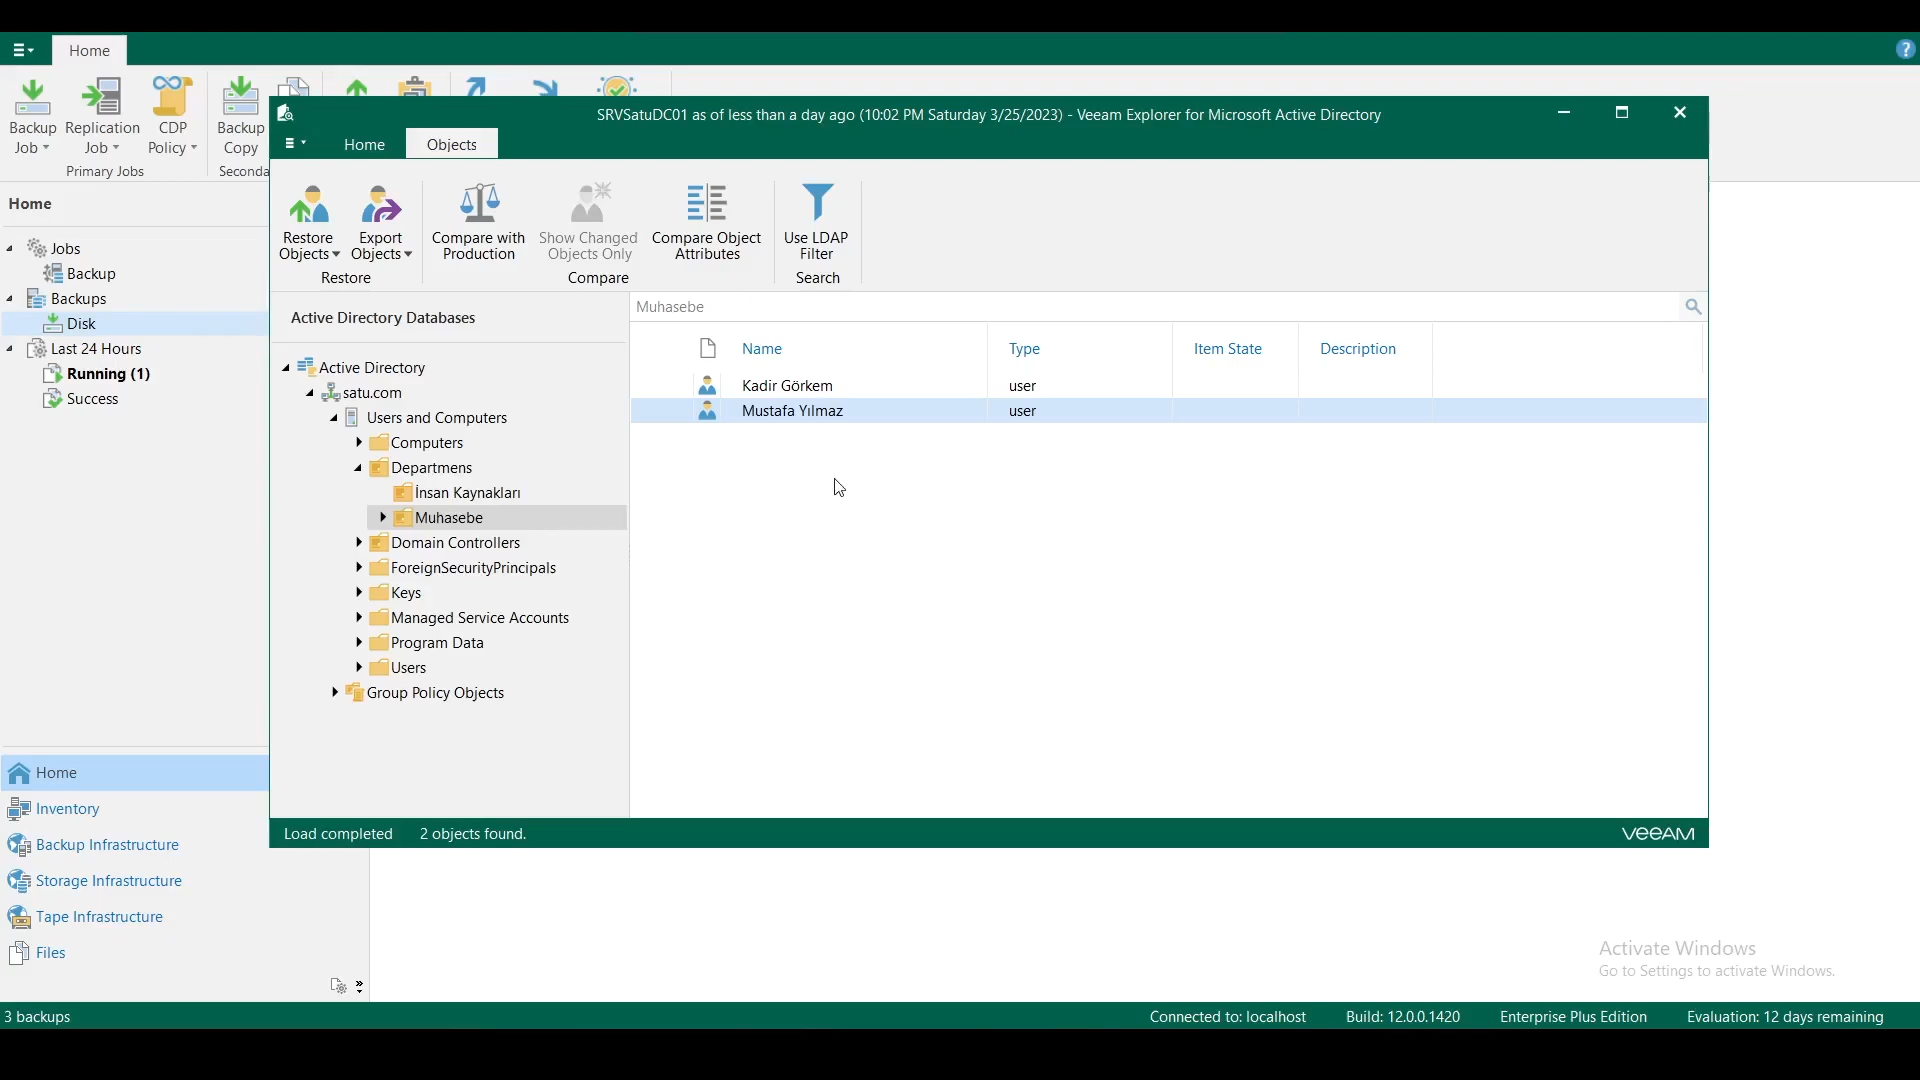 Home
Backup
Job
Replication
Job
CDP
Policy
Primary Jobs
Backup
Copy
Seconda
SRVSatuDC01 as of less than a day ago (10:02 PM Saturday 3/25/2023) - Veeam Explorer for Microsoft Active Directory
Home
Objects
Restore
Objects
Export
Objects
Restore
Compare with
Production
Show Changed
Objects Only
Compare Object
Attributes
Compare
Use LDAP
Filter
Search
Home
Jobs
Backup
Backups
Disk
Last 24 Hours
Running (1)
Success
Active Directory Databases
Active Directory
satu.com
Users and Computers
Computers
Departmens
İnsan Kaynakları
Muhasebe
Domain Controllers
ForeignSecurityPrincipals
Keys
Managed Service Accounts
Program Data
Users
Group Policy Objects
Muhasebe
Name Type Item State Description
Kadir Görkem user
Mustafa Yılmaz user
Load completed 2 objects found.
veeam
Home
Inventory
Backup Infrastructure
Storage Infrastructure
Tape Infrastructure
Files
Activate Windows
Go to Settings to activate Windows.
3 backups
Connected to: localhost Build: 12.0.0.1420 Enterprise Plus Edition Evaluation: 12 days remaining